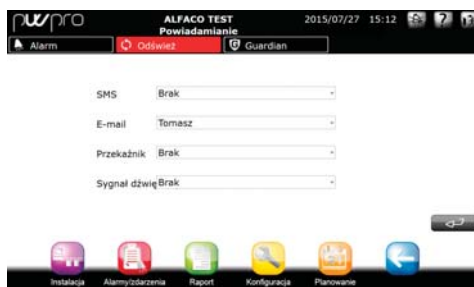 pwpro
ALFACO TEST
2015/07/27 15:12
?
Powiadamianie
Alarm
Odśwież
G Guardian
SMS Brak
E-mail Tomasz
Przekaźnik Brak
Sygnał dźwię Brak
Instalacja
Alarmy/zdarzenia
Raport
Konfiguracja
Planowanie